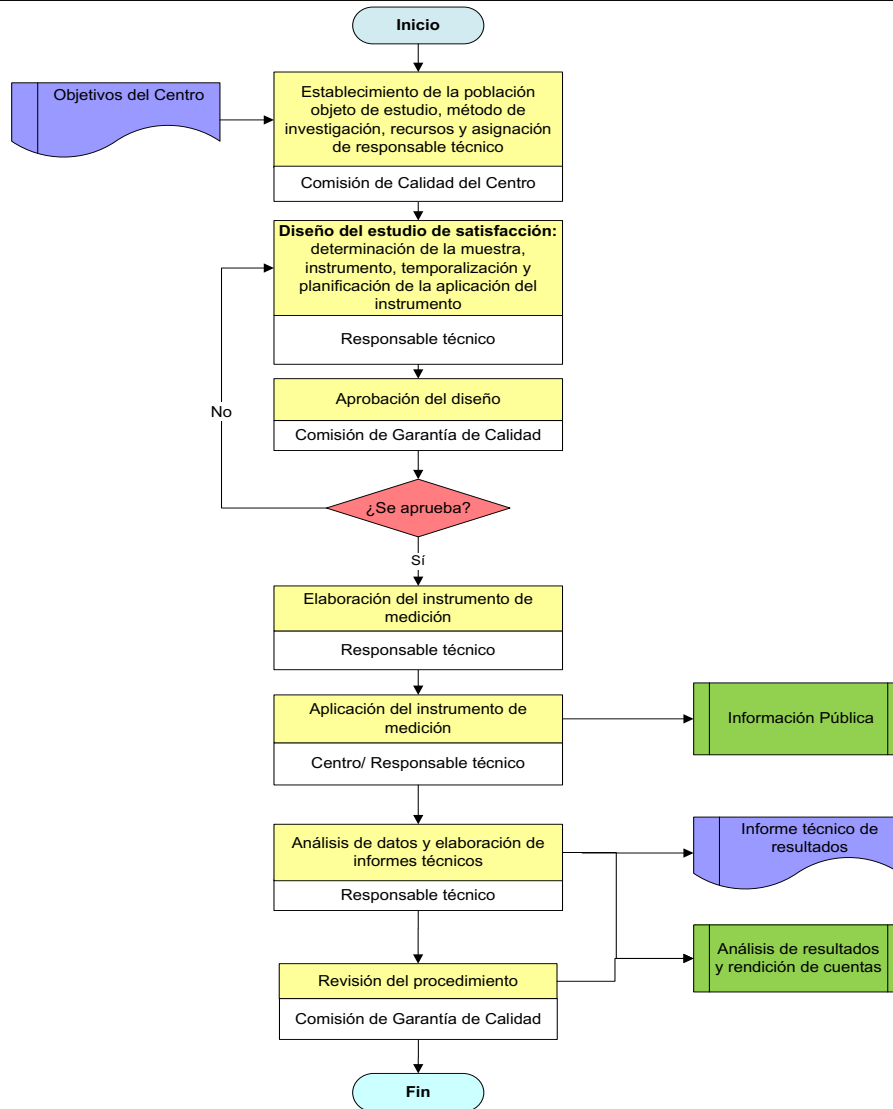 Inicio
Objetivos del Centro
Establecimiento de la población
objeto de estudio, método de
investigación, recursos y asignación
de responsable técnico
Comisión de Calidad del Centro
Diseño del estudio de satisfacción:
determinación de la muestra,
instrumento, temporalización y
planificación de la aplicación del
instrumento
Responsable técnico
Aprobación del diseño
No
Comisión de Garantía de Calidad
¿Se aprueba?
Sí
Elaboración del instrumento de
medición
Responsable técnico
Aplicación del instrumento de
medición
Centro/ Responsable técnico
Información Pública
Análisis de datos y elaboración de
informes técnicos
Responsable técnico
Informe técnico de
resultados
Análisis de resultados
y rendición de cuentas
Revisión del procedimiento
Comisión de Garantía de Calidad
Fin